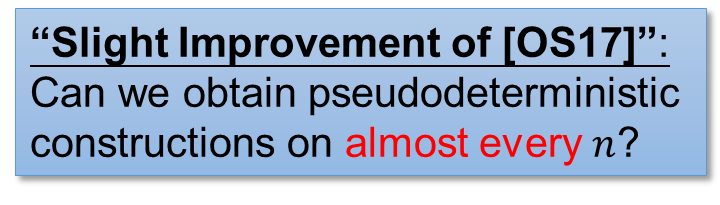 “Slight Improvement of [OS17]”:
Can we obtain pseudodeterministic
constructions on almost every 𝑛?